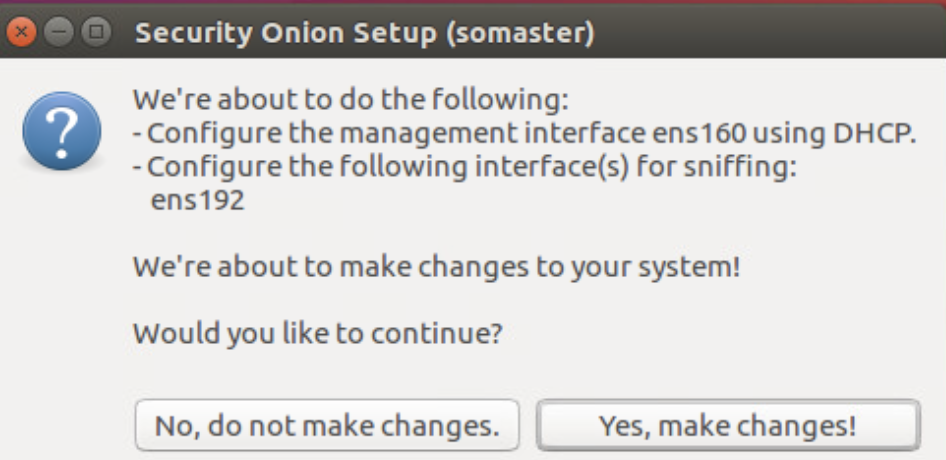 Security Onion Setup (somaster)
We're about to do the following:
- Configure the management interface ens160 using DHCP.
- Configure the following interface(s) for sniffing:
ens192
We're about to make changes to your system!
Would you like to continue?
No, do not make changes.
Yes, make changes!